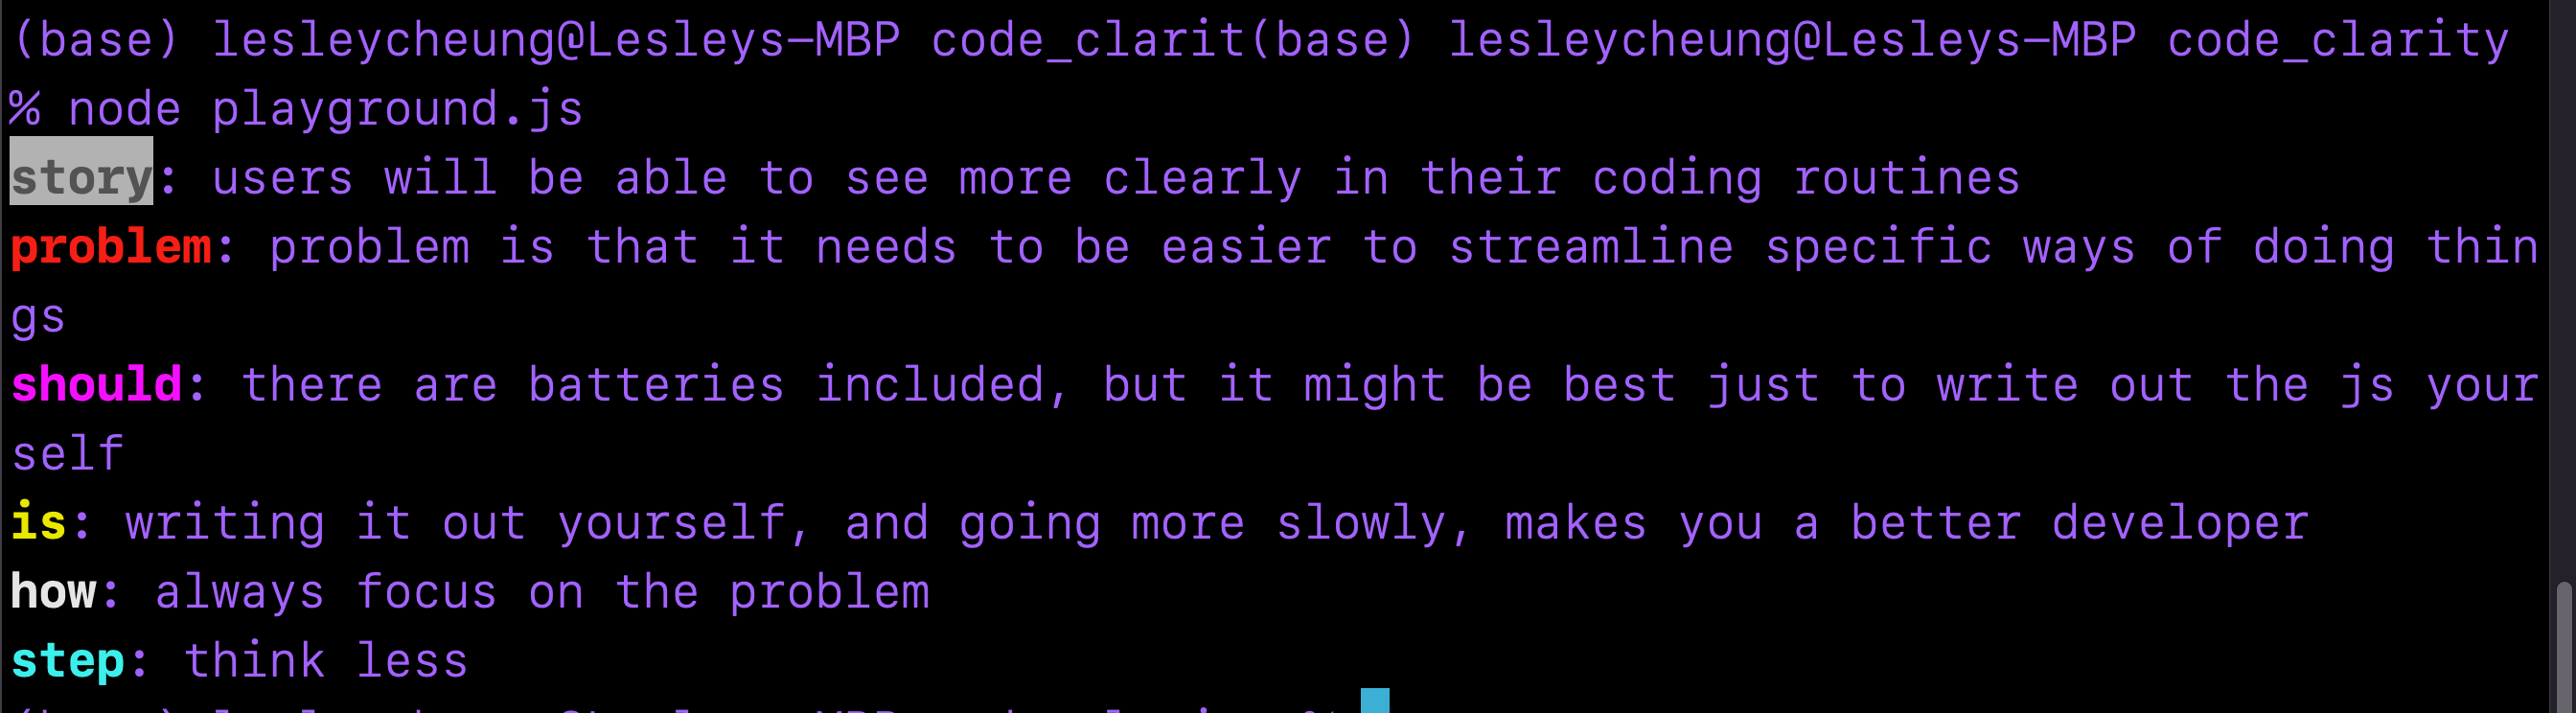 (base) lesleycheung@Lesleys-MBP code_clarit(base) lesleycheung@Lesleys-MBP code_clarity
% node playground.js
story: users will be able to see more clearly in their coding routines
problem: problem is that it needs to be easier to streamline specific ways of doing thin
gs
should: there are batteries included, but it might be best just to write out the js your
self
is: writing it out yourself, and going more slowly, makes you a better developer
how: always focus on the problem
step: think less